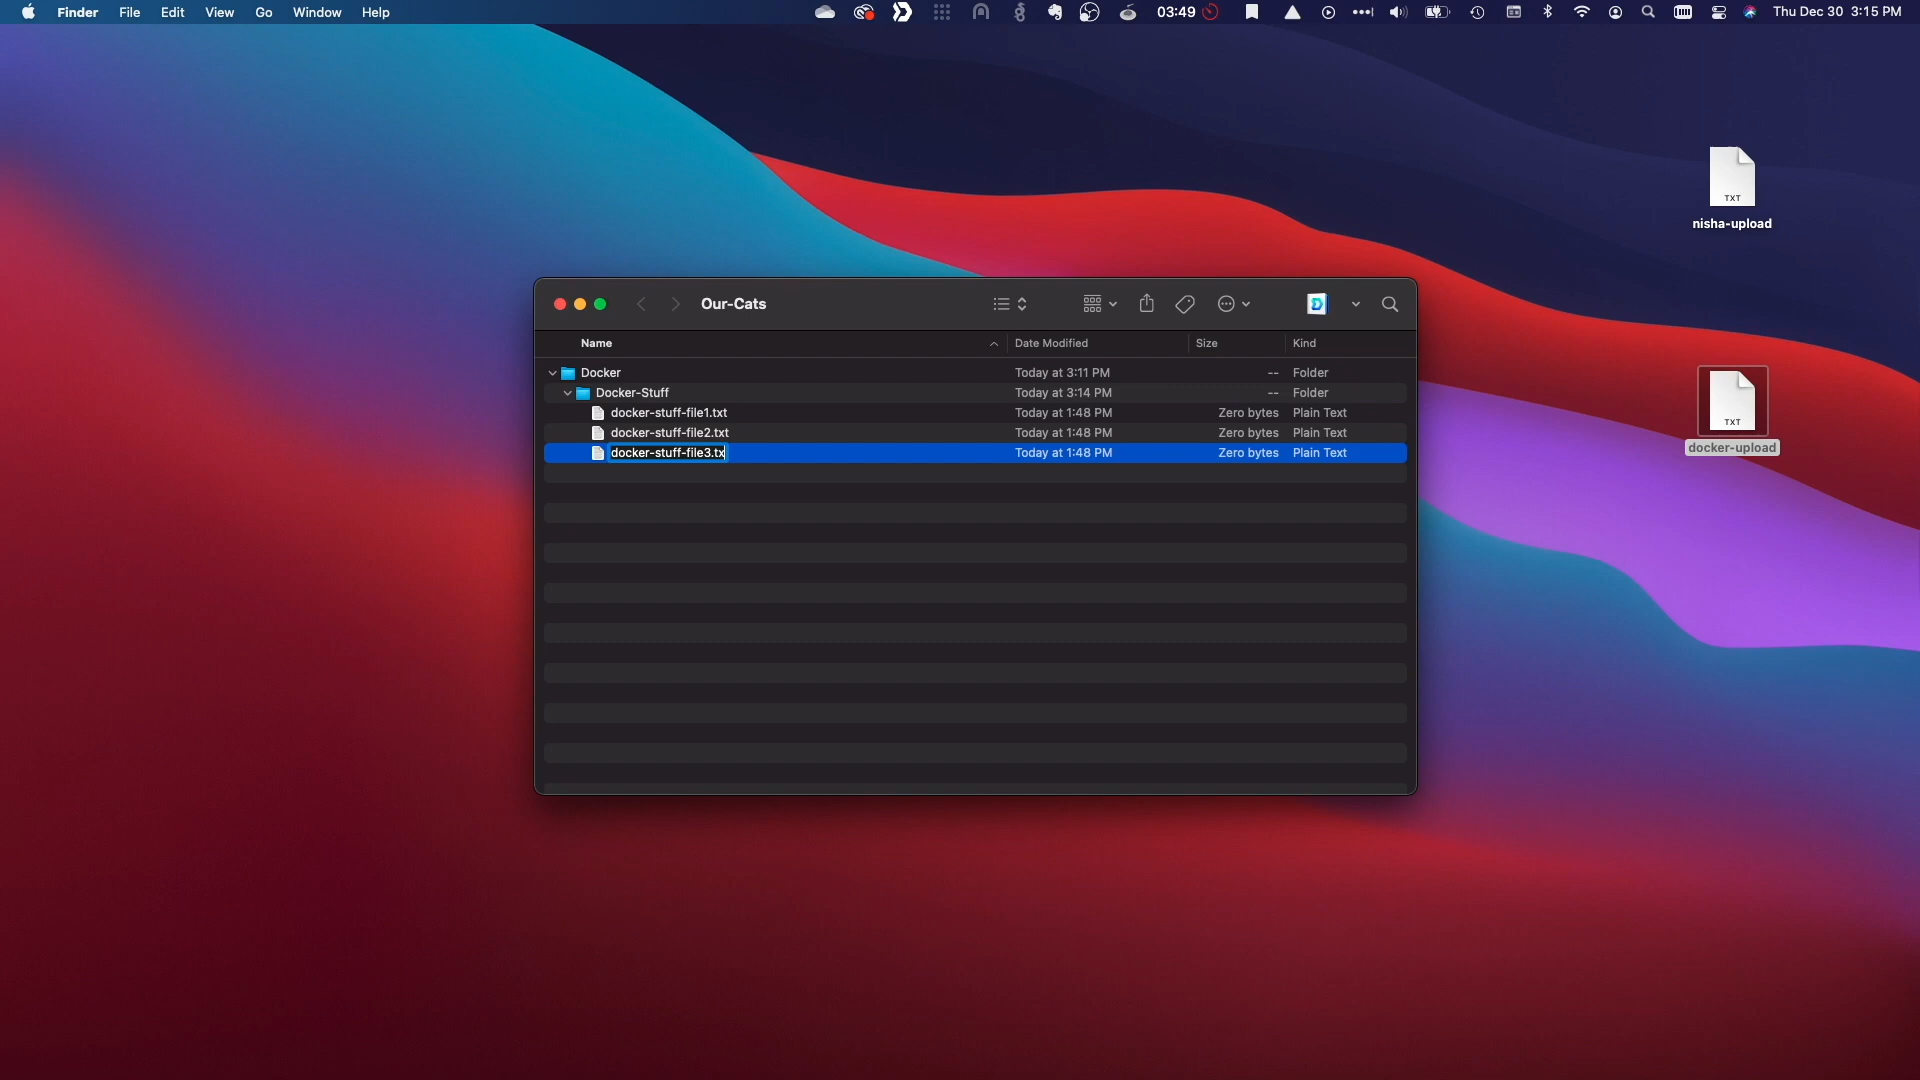 Finder File Edit View Go Window Help 03:49 Thu Dec 30 3:15 PM
TXT
nisha-upload
Our-Cats
Name Date Modified Size Kind
Docker Today at 3:11 PM -- Folder
Docker-Stuff Today at 3:14 PM -- Folder
docker-stuff-file1.txt Today at 1:48 PM Zero bytes Plain Text
docker-stuff-file2.txt Today at 1:48 PM Zero bytes Plain Text
docker-stuff-file3.tx Today at 1:48 PM Zero bytes Plain Text
TXT
docker-upload